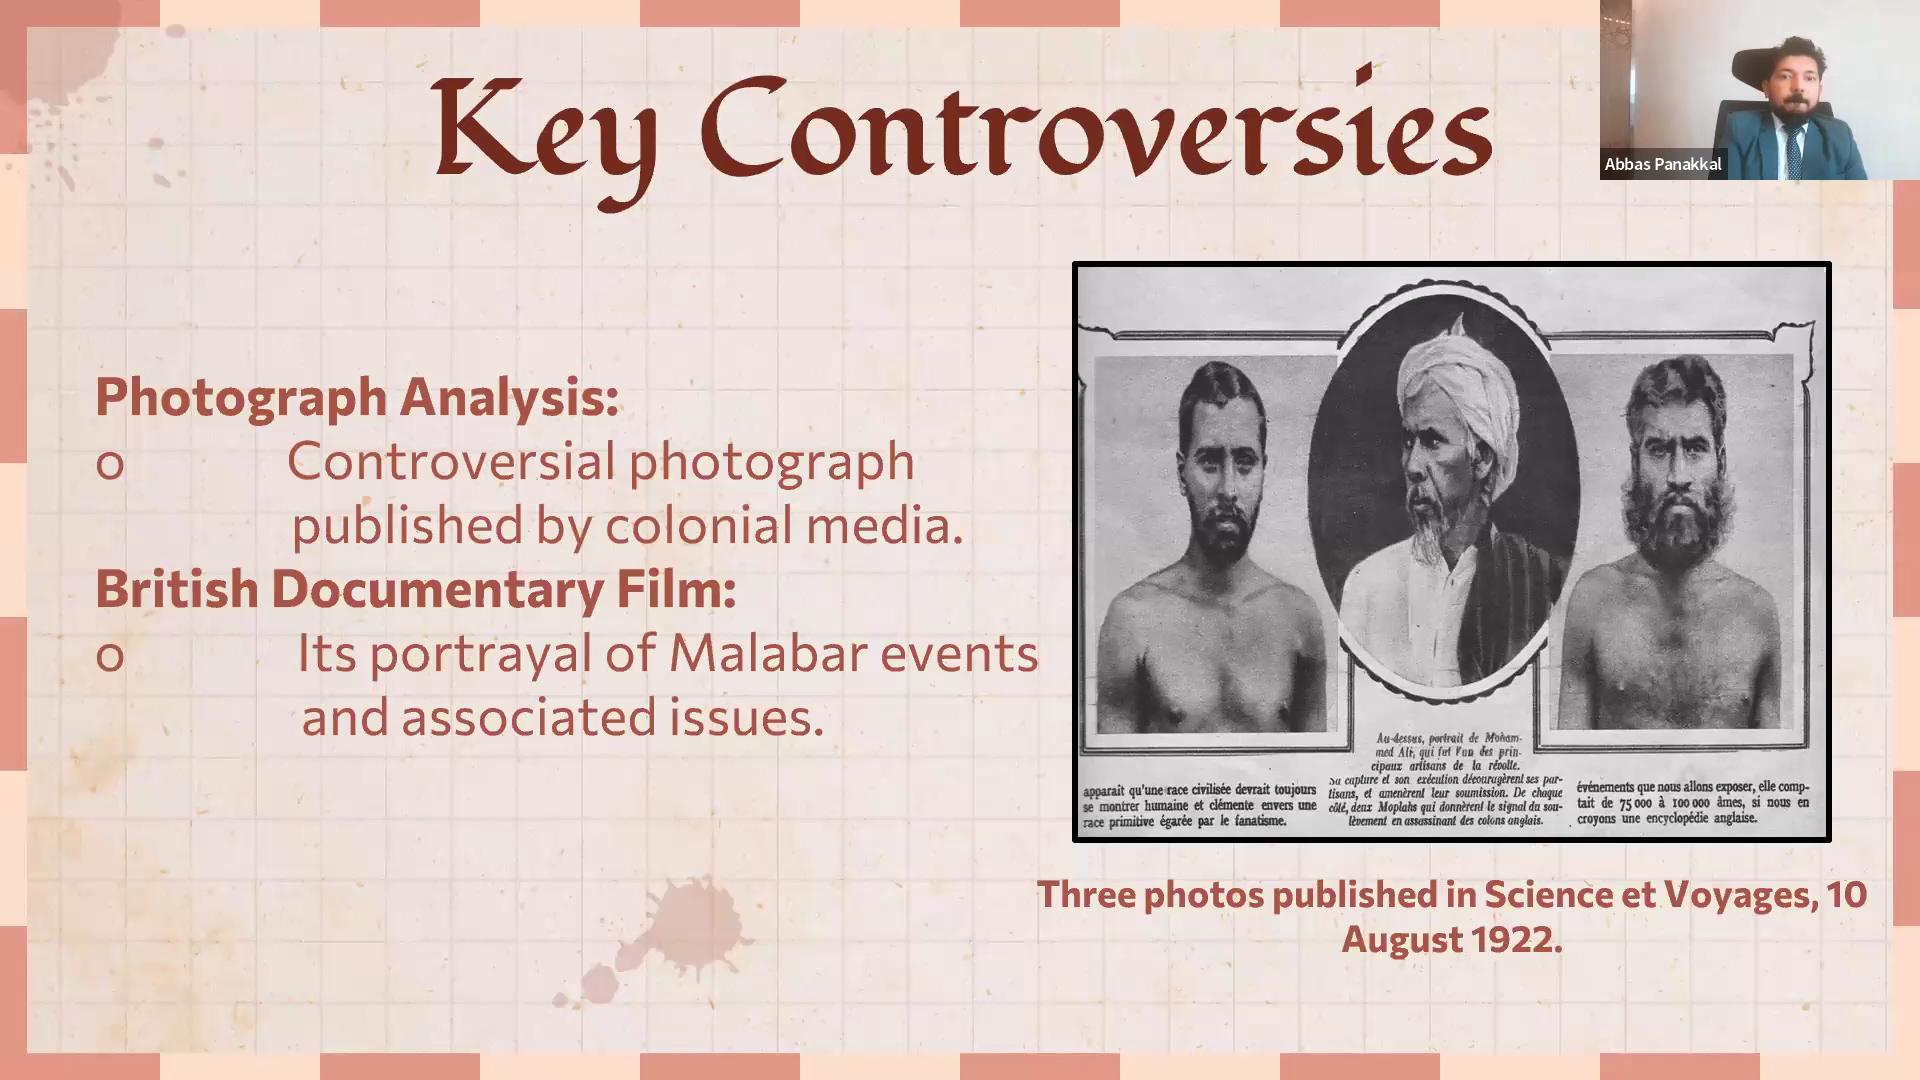 Key Controversies
Abbas Panakkal
Photograph Analysis:
o Controversial photograph
published by colonial media.
British Documentary Film:
o Its portrayal of Malabar events
and associated issues.
Au-dessus, portrait de Moham-
med Ali, qui fut l'un des prin-
cipaux artisans de la révolte.
Sa capture et son exécution découragèrent ses par-
tisans, et amenèrent leur soumission. De chaque
côté, deux Moplahs qui donnèrent le signal du sou-
lèvement en assassinant des colons anglais.
apparait qu'une race civilisée devrait toujours
se montrer humaine et clémente envers une
race primitive égarée par le fanatisme.
événements que nous allons exposer, elle comp-
tait de 75 000 à 100 000 âmes, si nous en
croyons une encyclopédie anglaise.
Three photos published in Science et Voyages, 10
August 1922.